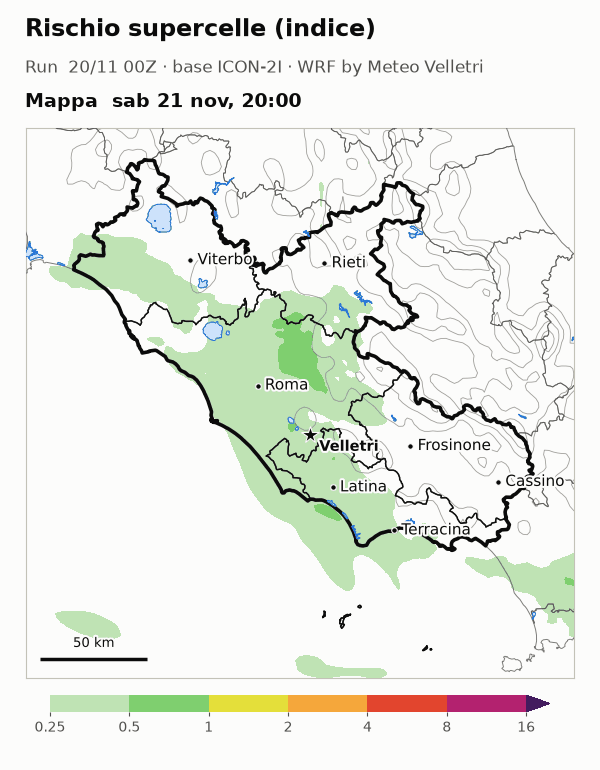 Rischio supercelle (indice)
Run  20/11 00Z · base ICON-2I · WRF by Meteo Velletri
Mappa  sab 21 nov, 20:00
Viterbo
Rieti
Roma
Velletri
Frosinone
Cassino
Latina
Terracina
50 km
0.25 0.5 1 2 4 8 16